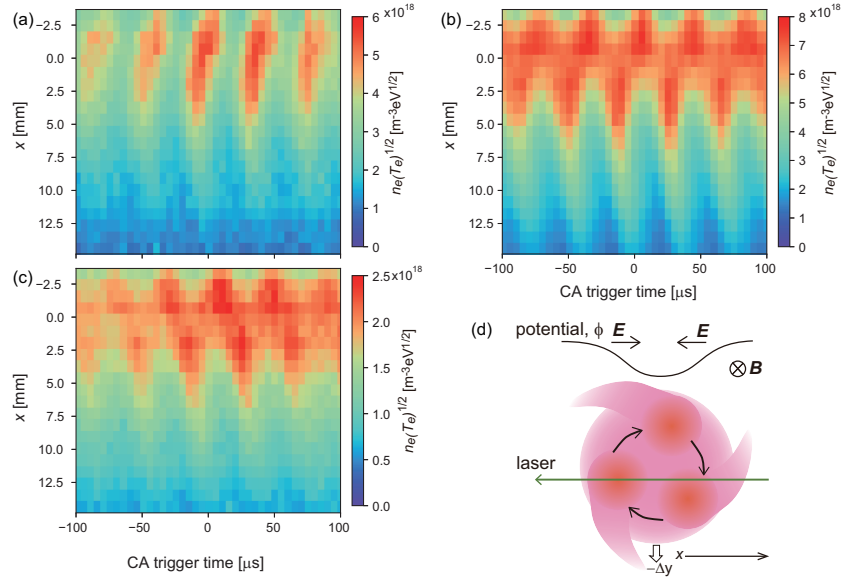 (a)
−2.5
0.0
2.5
5.0
7.5
10.0
12.5
x [mm]
6
5
4
3
2
1
0
x10^18
n_e(T_e)^1/2 [m^-3eV^1/2]
(b)
−2.5
0.0
2.5
5.0
7.5
10.0
12.5
x [mm]
−100
−50
0
50
100
CA trigger time [µs]
8
7
6
5
4
3
2
1
0
x10^18
n_e(T_e)^1/2 [m^-3eV^1/2]
(c)
−2.5
0.0
2.5
5.0
7.5
10.0
12.5
x [mm]
−100
−50
0
50
100
CA trigger time [µs]
2.5
2.0
1.5
1.0
0.5
0.0
x10^18
n_e(T_e)^1/2 [m^-3eV^1/2]
(d)
potential, ϕ E E
⊗ B
laser
x
−Δy